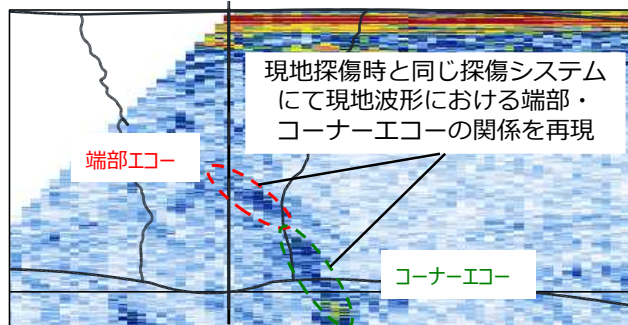 現地探傷時と同じ探傷システム
にて現地波形における端部・
コーナーエコーの関係を再現
端部エコー
コーナーエコー